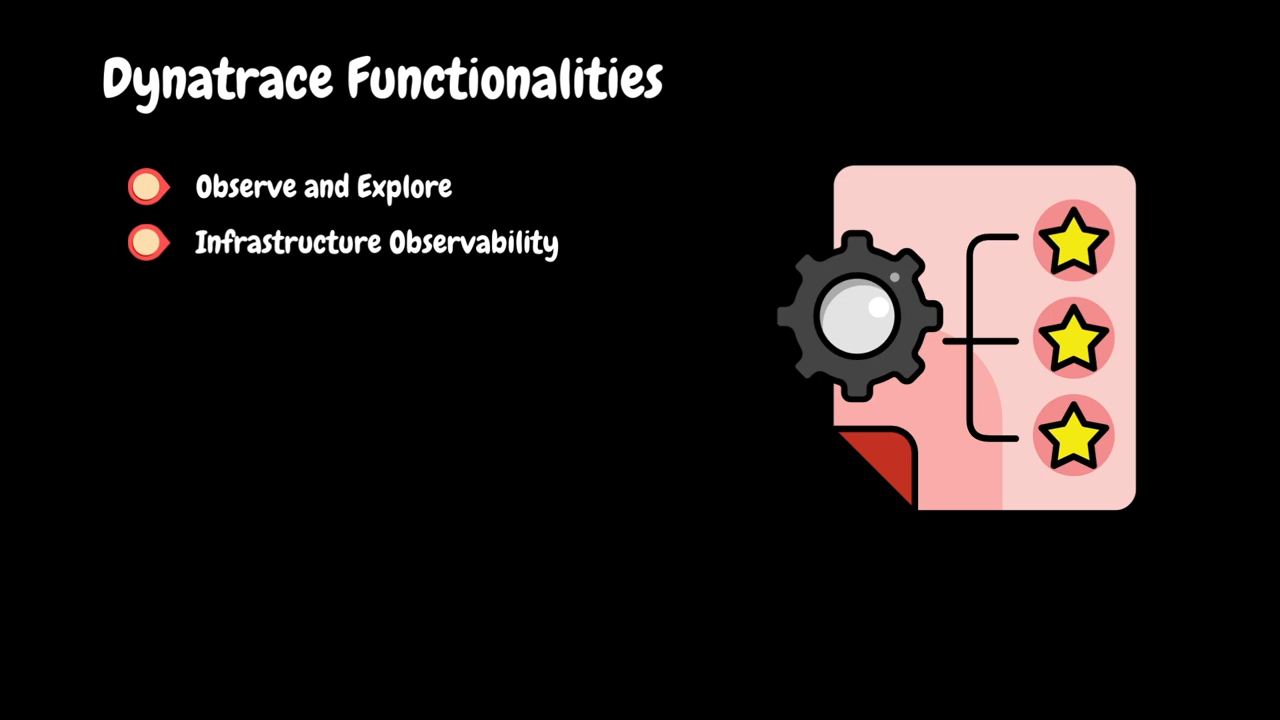 Dynatrace Functionalities
Observe and Explore
Infrastructure Observability